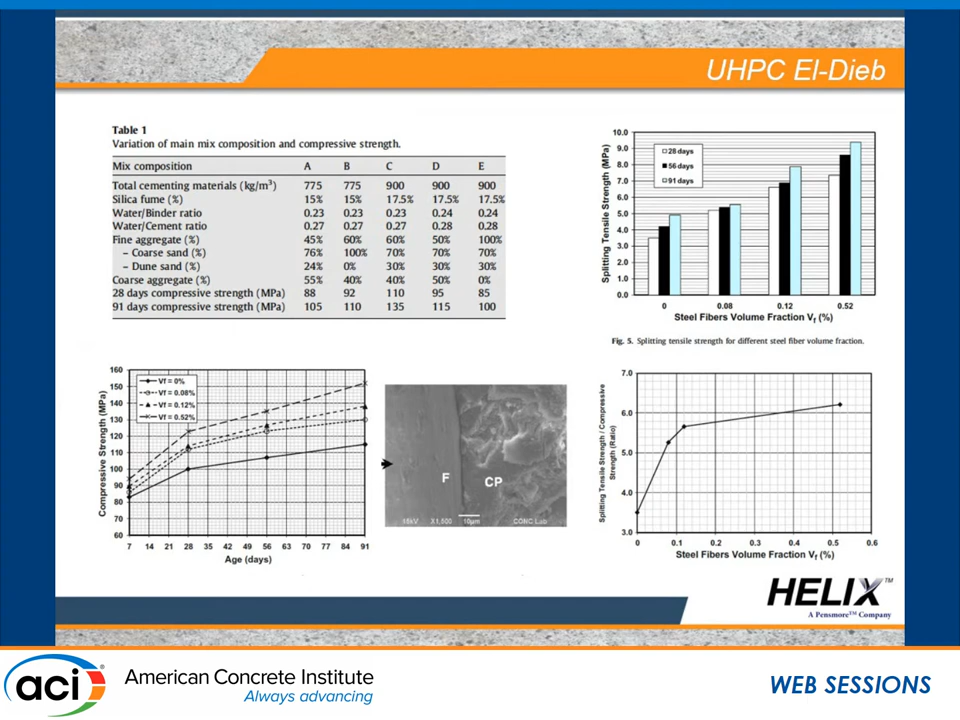 UHPC El-Dieb
Table 1
Variation of main mix composition and compressive strength.
Mix composition A B C D E
Total cementing materials (kg/m³) 775 775 900 900 900
Silica fume (%) 15% 15% 17.5% 17.5% 17.5%
Water/Binder ratio 0.23 0.23 0.23 0.24 0.24
Water/Cement ratio 0.27 0.27 0.27 0.28 0.28
Fine aggregate (%) 45% 60% 60% 50% 100%
– Coarse sand (%) 76% 100% 70% 70% 70%
– Dune sand (%) 24% 0% 30% 30% 30%
Coarse aggregate (%) 55% 40% 40% 50% 0%
28 days compressive strength (MPa) 88 92 110 95 85
91 days compressive strength (MPa) 105 110 135 115 100
Splitting Tensile Strength (MPa)
10.0
9.0
8.0
7.0
6.0
5.0
4.0
3.0
2.0
1.0
0.0
28 days
56 days
91 days
0 0.08 0.12 0.52
Steel Fibers Volume Fraction Vf (%)
Fig. 5. Splitting tensile strength for different steel fiber volume fraction.
Compressive Strength (MPa)
160
150
140
130
120
110
100
90
80
70
60
Vf = 0%
Vf = 0.08%
Vf = 0.12%
Vf = 0.52%
7 14 21 28 35 42 49 56 63 70 77 84 91
Age (days)
F CP
15kV X1,500 10µm CONC Lab
Splitting Tensile Strength / Compressive
Strength (Ratio)
7.0
6.0
5.0
4.0
3.0
0 0.1 0.2 0.3 0.4 0.5 0.6
Steel Fibers Volume Fraction Vf (%)
HELIX™
A Pensmore™ Company
aci®
American Concrete Institute
Always advancing
WEB SESSIONS